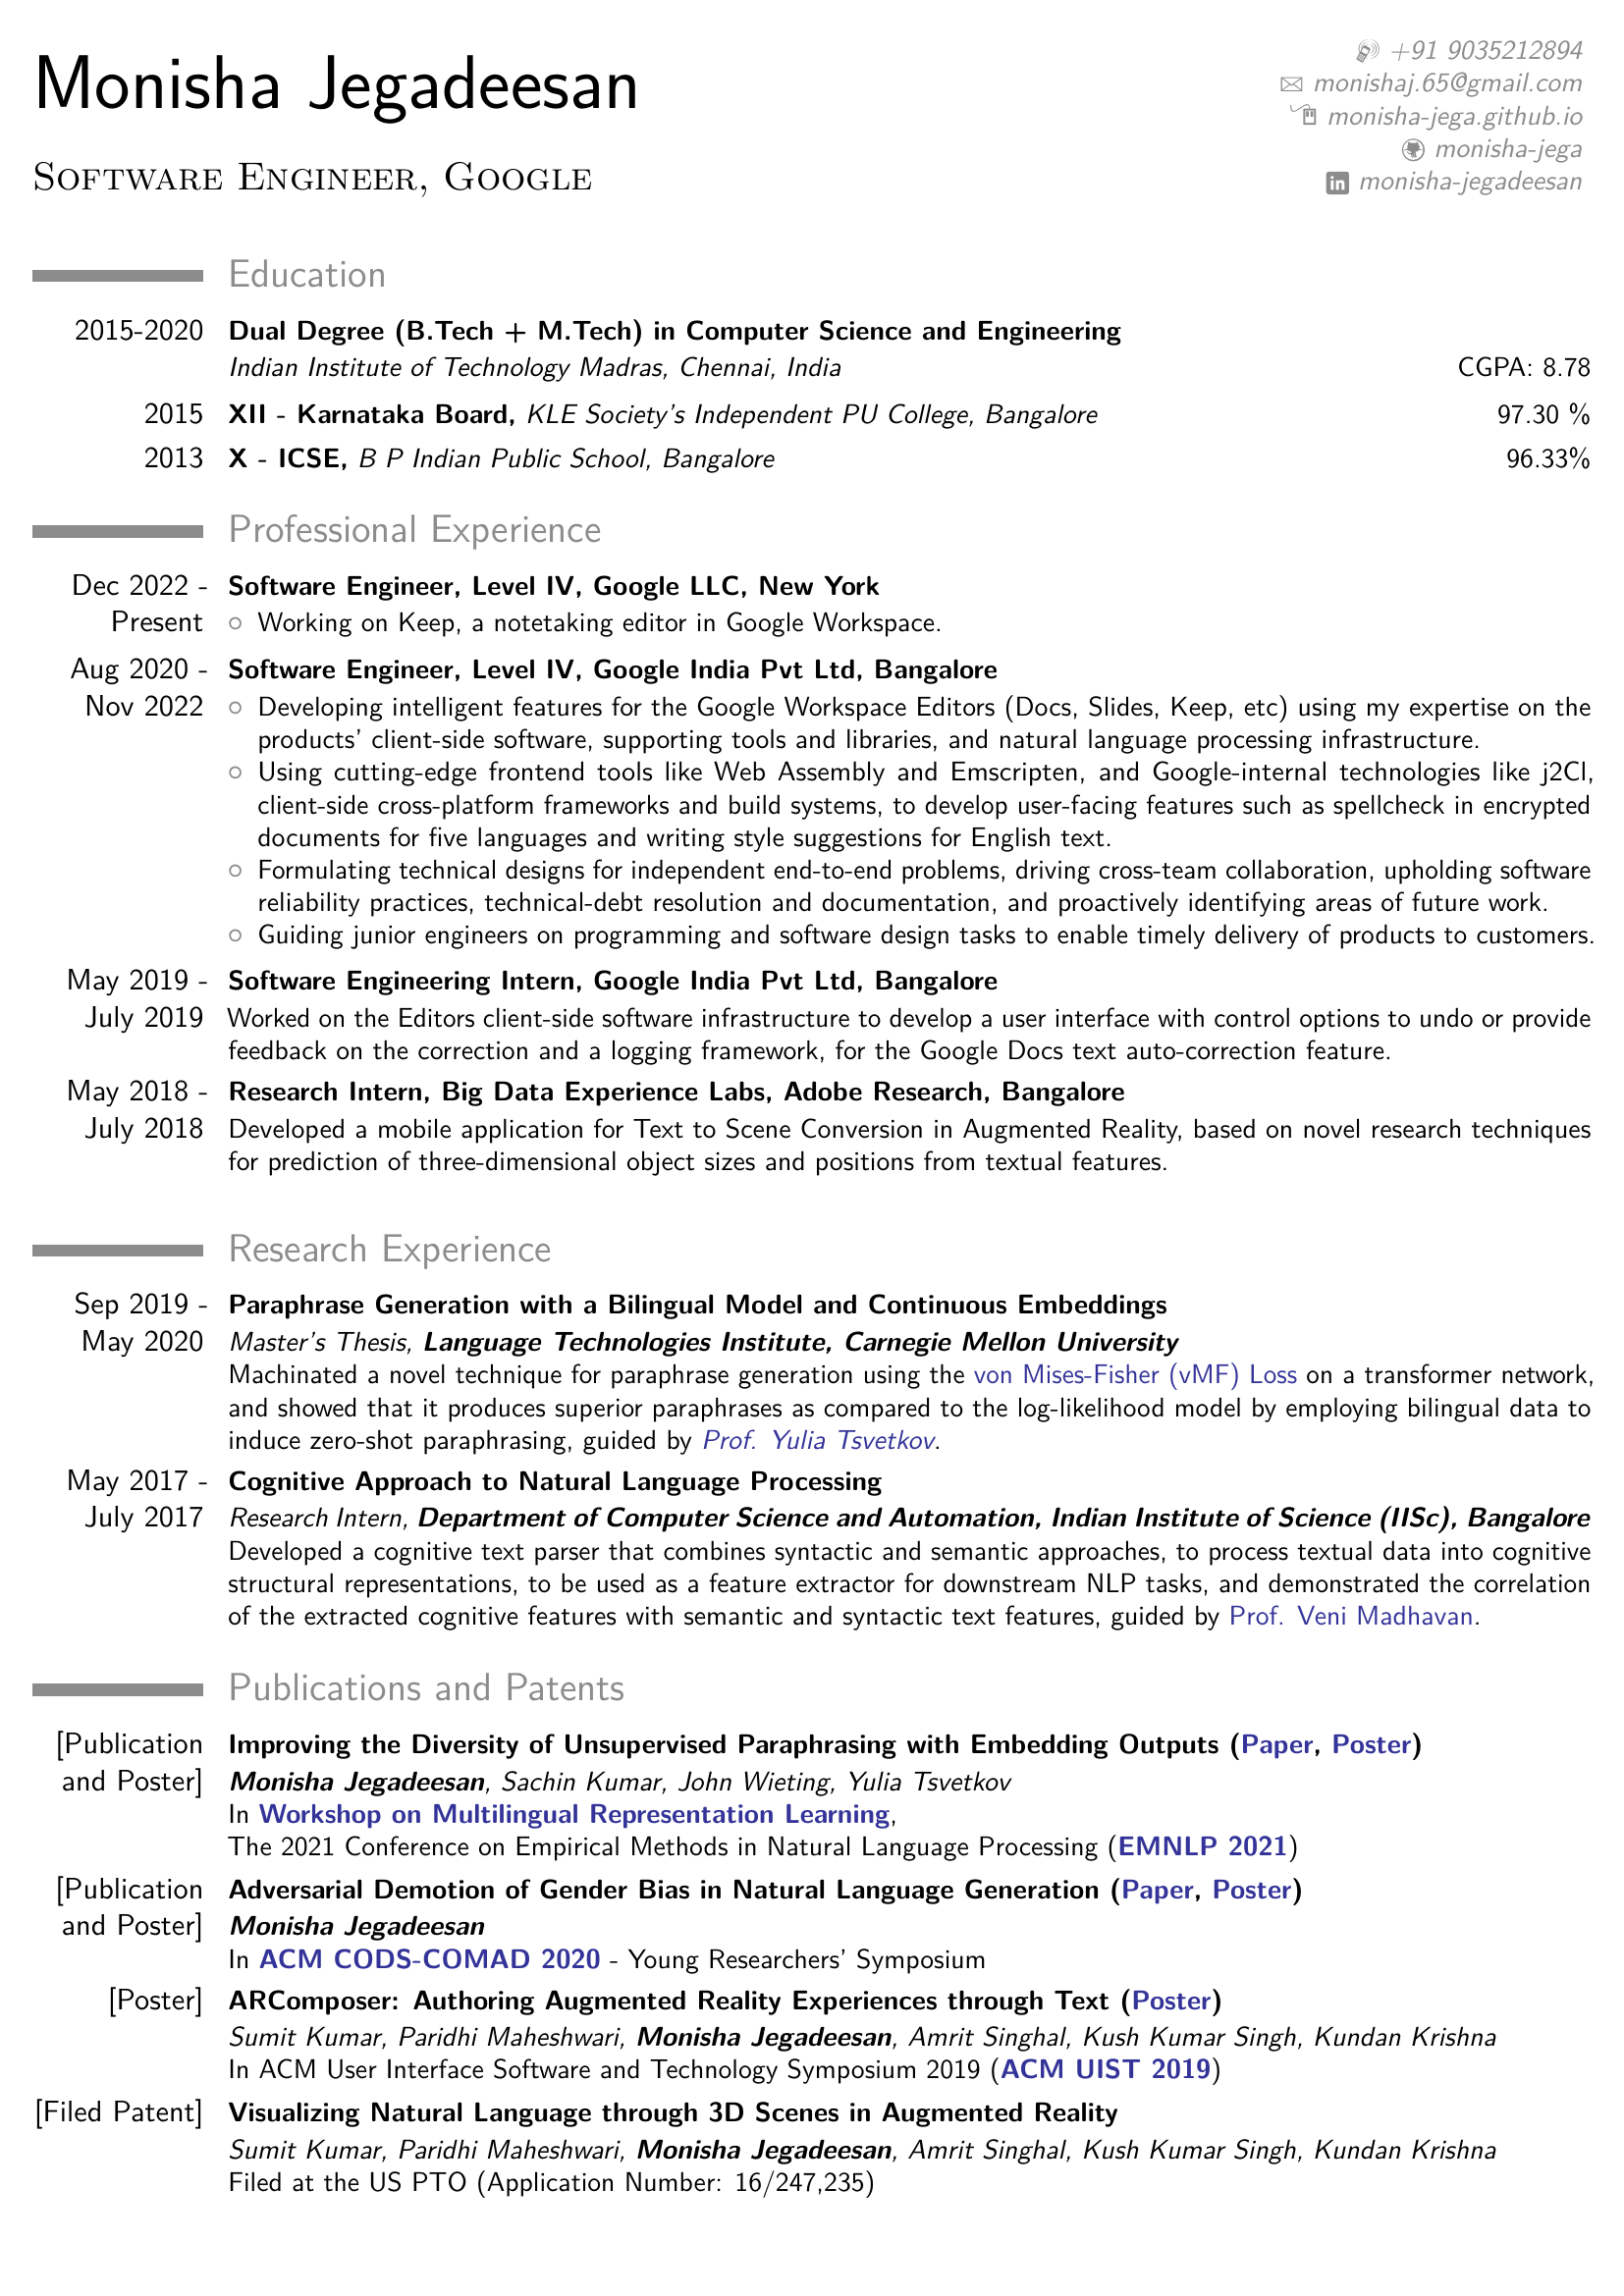 Monisha Jegadeesan
Software Engineer, Google
+91 9035212894
monishaj.65@gmail.com
monisha-jega.github.io
monisha-jega
monisha-jegadeesan
Education
2015-2020 Dual Degree (B.Tech + M.Tech) in Computer Science and Engineering
Indian Institute of Technology Madras, Chennai, India CGPA: 8.78
2015 XII - Karnataka Board, KLE Society's Independent PU College, Bangalore 97.30 %
2013 X - ICSE, B P Indian Public School, Bangalore 96.33%
Professional Experience
Dec 2022 - Software Engineer, Level IV, Google LLC, New York
Present ○ Working on Keep, a notetaking editor in Google Workspace.
Aug 2020 - Software Engineer, Level IV, Google India Pvt Ltd, Bangalore
Nov 2022 ○ Developing intelligent features for the Google Workspace Editors (Docs, Slides, Keep, etc) using my expertise on the
products' client-side software, supporting tools and libraries, and natural language processing infrastructure.
○ Using cutting-edge frontend tools like Web Assembly and Emscripten, and Google-internal technologies like j2Cl,
client-side cross-platform frameworks and build systems, to develop user-facing features such as spellcheck in encrypted
documents for five languages and writing style suggestions for English text.
○ Formulating technical designs for independent end-to-end problems, driving cross-team collaboration, upholding software
reliability practices, technical-debt resolution and documentation, and proactively identifying areas of future work.
○ Guiding junior engineers on programming and software design tasks to enable timely delivery of products to customers.
May 2019 - Software Engineering Intern, Google India Pvt Ltd, Bangalore
July 2019 Worked on the Editors client-side software infrastructure to develop a user interface with control options to undo or provide
feedback on the correction and a logging framework, for the Google Docs text auto-correction feature.
May 2018 - Research Intern, Big Data Experience Labs, Adobe Research, Bangalore
July 2018 Developed a mobile application for Text to Scene Conversion in Augmented Reality, based on novel research techniques
for prediction of three-dimensional object sizes and positions from textual features.
Research Experience
Sep 2019 - Paraphrase Generation with a Bilingual Model and Continuous Embeddings
May 2020 Master's Thesis, Language Technologies Institute, Carnegie Mellon University
Machinated a novel technique for paraphrase generation using the von Mises-Fisher (vMF) Loss on a transformer network,
and showed that it produces superior paraphrases as compared to the log-likelihood model by employing bilingual data to
induce zero-shot paraphrasing, guided by Prof. Yulia Tsvetkov.
May 2017 - Cognitive Approach to Natural Language Processing
July 2017 Research Intern, Department of Computer Science and Automation, Indian Institute of Science (IISc), Bangalore
Developed a cognitive text parser that combines syntactic and semantic approaches, to process textual data into cognitive
structural representations, to be used as a feature extractor for downstream NLP tasks, and demonstrated the correlation
of the extracted cognitive features with semantic and syntactic text features, guided by Prof. Veni Madhavan.
Publications and Patents
[Publication Improving the Diversity of Unsupervised Paraphrasing with Embedding Outputs (Paper, Poster)
and Poster] Monisha Jegadeesan, Sachin Kumar, John Wieting, Yulia Tsvetkov
In Workshop on Multilingual Representation Learning,
The 2021 Conference on Empirical Methods in Natural Language Processing (EMNLP 2021)
[Publication Adversarial Demotion of Gender Bias in Natural Language Generation (Paper, Poster)
and Poster] Monisha Jegadeesan
In ACM CODS-COMAD 2020 - Young Researchers' Symposium
[Poster] ARComposer: Authoring Augmented Reality Experiences through Text (Poster)
Sumit Kumar, Paridhi Maheshwari, Monisha Jegadeesan, Amrit Singhal, Kush Kumar Singh, Kundan Krishna
In ACM User Interface Software and Technology Symposium 2019 (ACM UIST 2019)
[Filed Patent] Visualizing Natural Language through 3D Scenes in Augmented Reality
Sumit Kumar, Paridhi Maheshwari, Monisha Jegadeesan, Amrit Singhal, Kush Kumar Singh, Kundan Krishna
Filed at the US PTO (Application Number: 16/247,235)